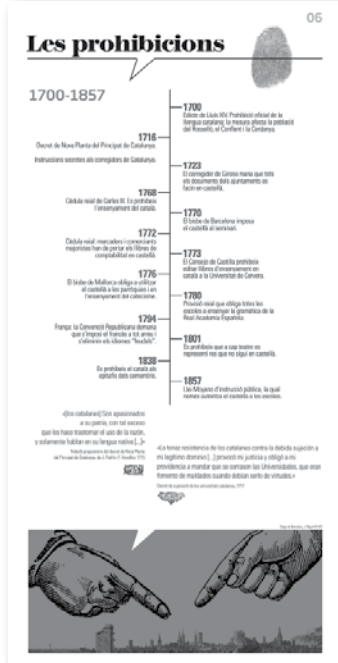 06
Les prohibicions
1700-1857
1700
Edicte de Lluís XIV. Prohibició oficial de la
llengua catalana; la mesura afecta la població
del Rosselló, el Conflent i la Cerdanya.
1716
Decret de Nova Planta del Principat de Catalunya.
Instruccions secretes als corregidors de Catalunya.
1723
El corregidor de Girona mana que tots
els documents dels ajuntaments es
facin en castellà.
1768
Cèdula reial de Carles III. Es prohibeix
l'ensenyament del català.
1770
El bisbe de Barcelona imposa
el castellà al seminari.
1772
Cèdula reial: mercaders i comerciants
majoristes han de portar els llibres de
comptabilitat en castellà.
1773
El Consejo de Castilla prohibeix
editar llibres d'ensenyament en
català a la Universitat de Cervera.
1776
El bisbe de Mallorca obliga a utilitzar
el castellà a les parròquies i en
l'ensenyament del catecisme.
1780
Provisió reial que obliga totes les
escoles a ensenyar la gramàtica de la
Real Academia Española.
1794
França: la Convenció Republicana demana
que s'imposi el francès a tot arreu i
s'eliminin els idiomes "feudals".
1801
Es prohibeix que a cap teatre es
representi res que no sigui en castellà.
1838
Es prohibeix el català als
epitafis dels cementiris.
1857
Ley Moyano d'instrucció pública, la qual
només autoritza el castellà a les escoles.
«[los catalanes] Son apasionados
a su patria, con tal exceso
que les hace trastornar el uso de la razón,
y solamente hablan en su lengua nativa [...]»
«La tenaz resistencia de los catalanes contra la debida sujeción a
mi legítimo dominio [...] provocó mi justicia y obligó a mi
providencia a mandar que se cerrasen las Universidades, que eran
fomento de maldades cuando debían serlo de virtudes.»